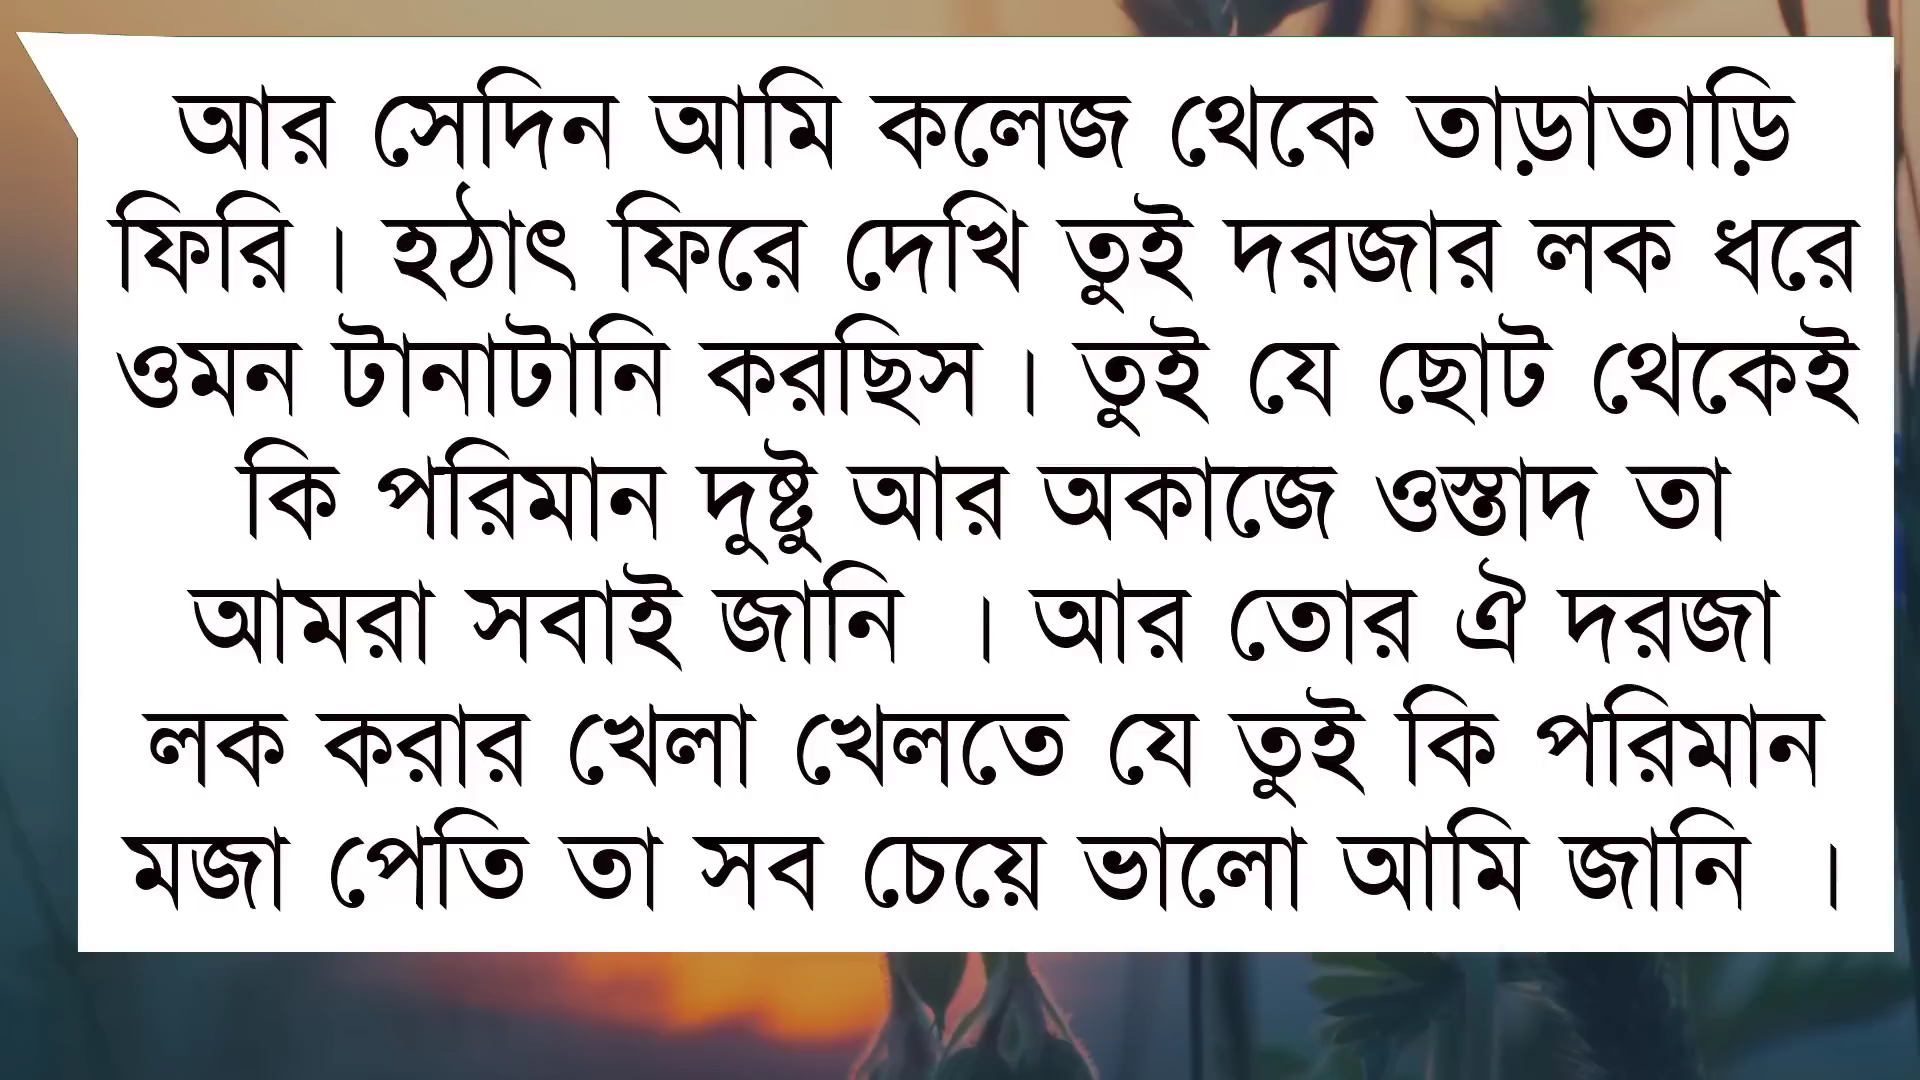 আর সেদিন আমি কলেজ থেকে তাড়াতাড়ি
ফিরি। হঠাৎ ফিরে দেখি তুই দরজার লক ধরে
ওমন টানাটানি করছিস। তুই যে ছোট থেকেই
কি পরিমান দুষ্টু আর অকাজে ওস্তাদ তা
আমরা সবাই জানি । আর তোর ঐ দরজা
লক করার খেলা খেলতে যে তুই কি পরিমান
মজা পেতি তা সব চেয়ে ভালো আমি জানি ।